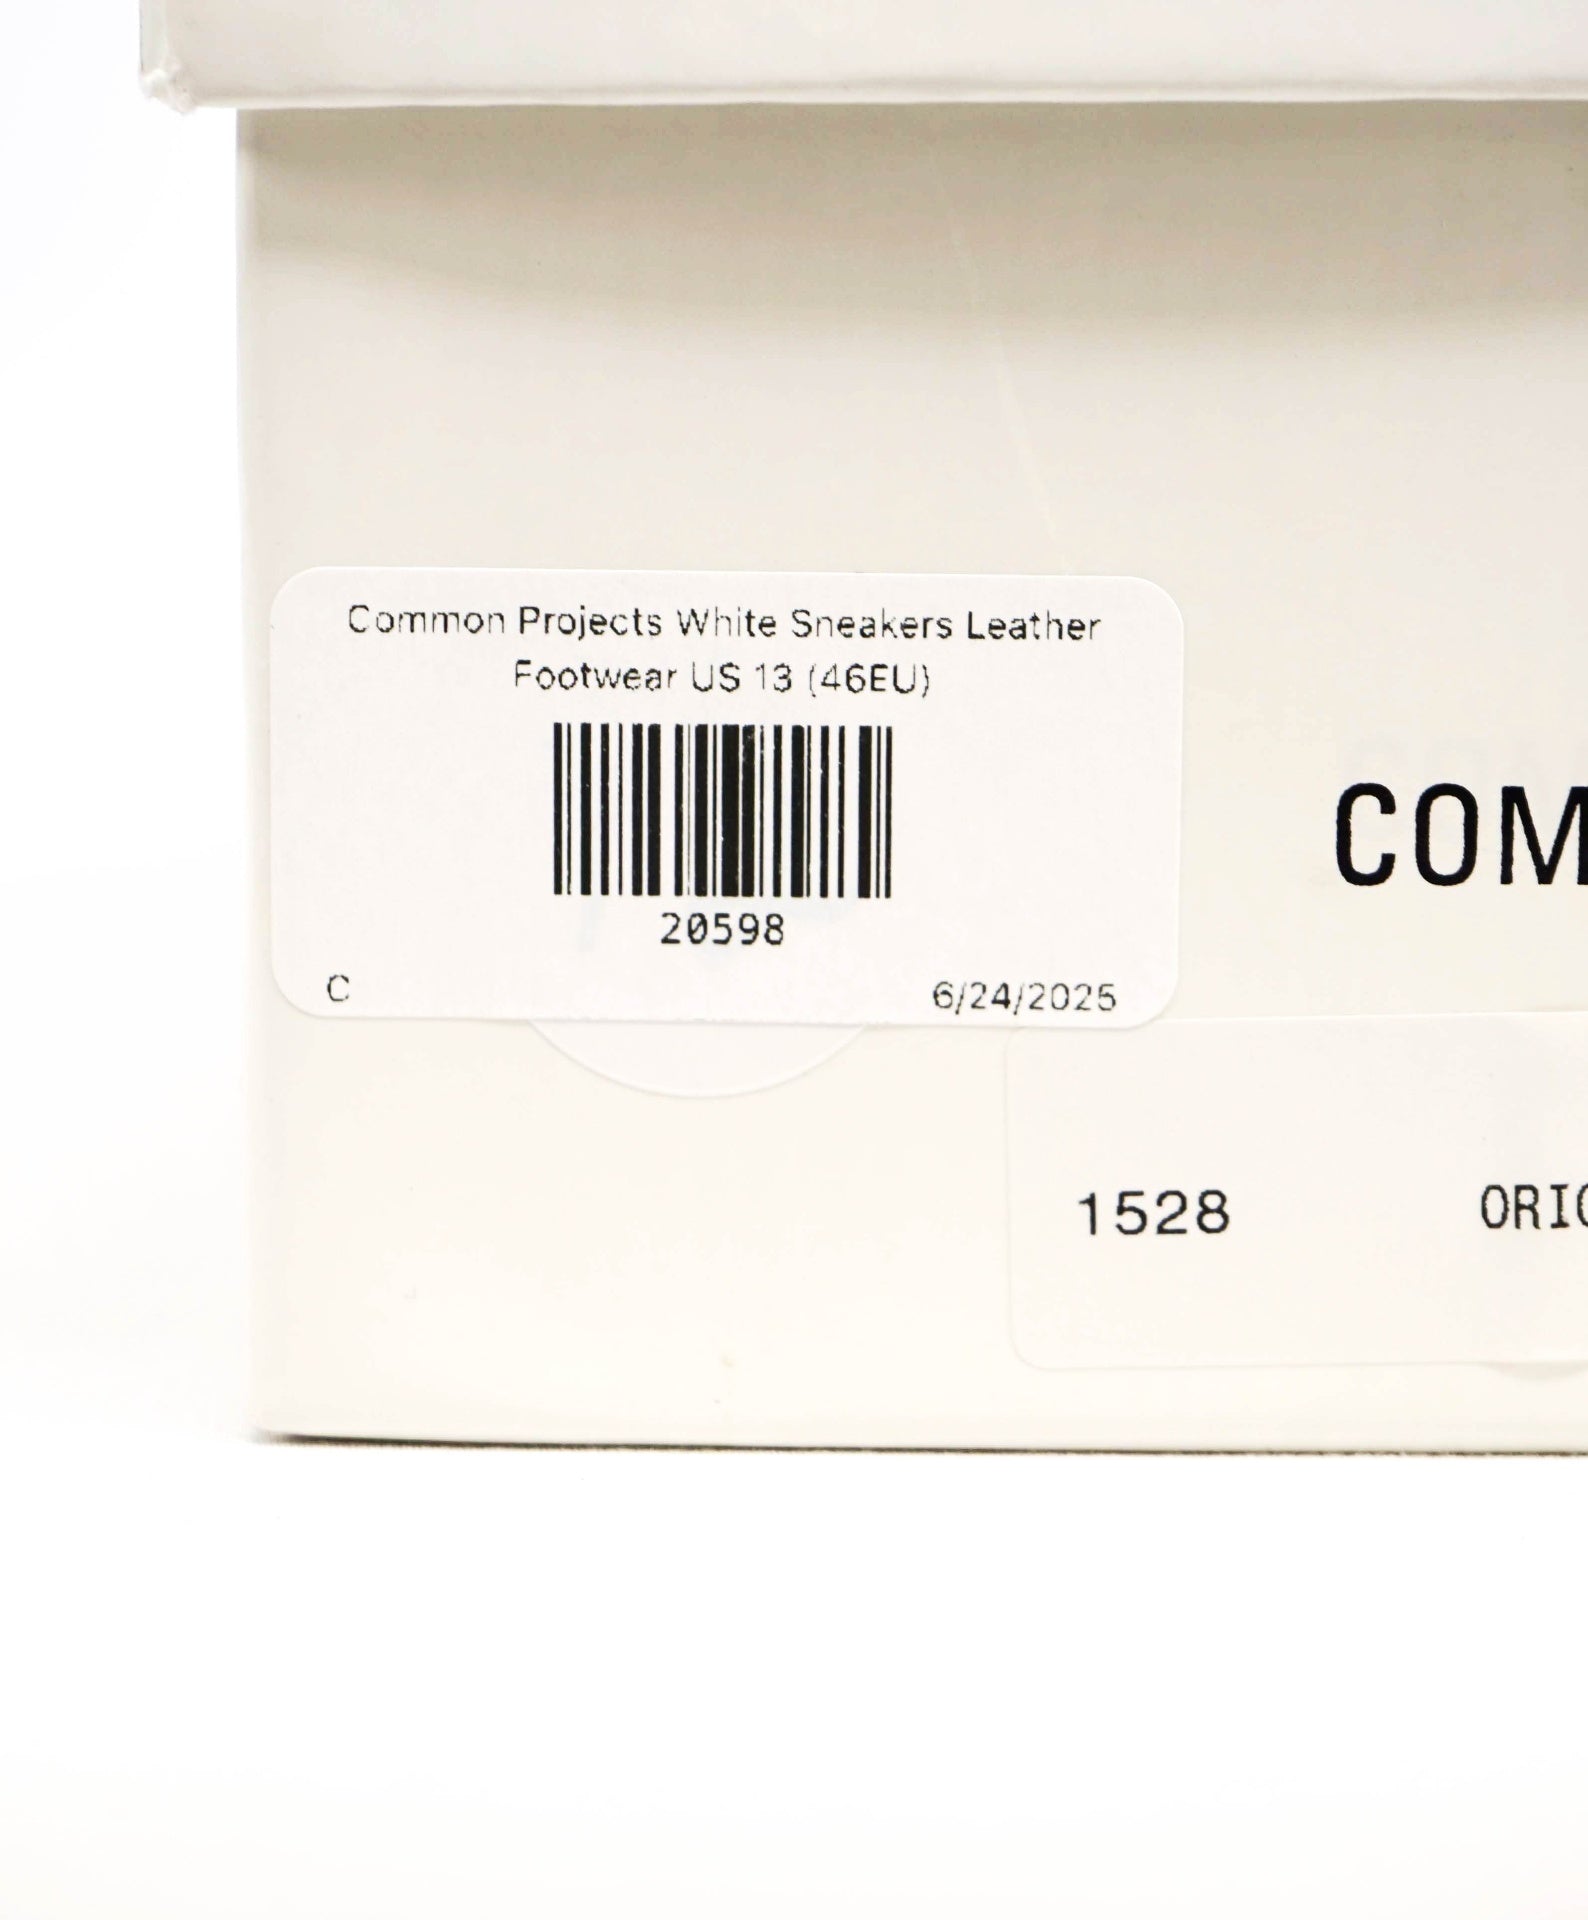 Common Projects White Sneakers Leather
Footwear US 13 (46EU)
20598
C 6/24/2025
COM
1528 ORIG